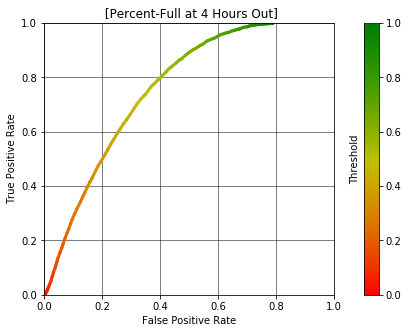 [Percent-Full at 4 Hours Out]
True Positive Rate
1.0
0.8
0.6
0.4
0.2
0.0
0.0 0.2 0.4 0.6 0.8 1.0
False Positive Rate
Threshold
1.0
0.8
0.6
0.4
0.2
0.0